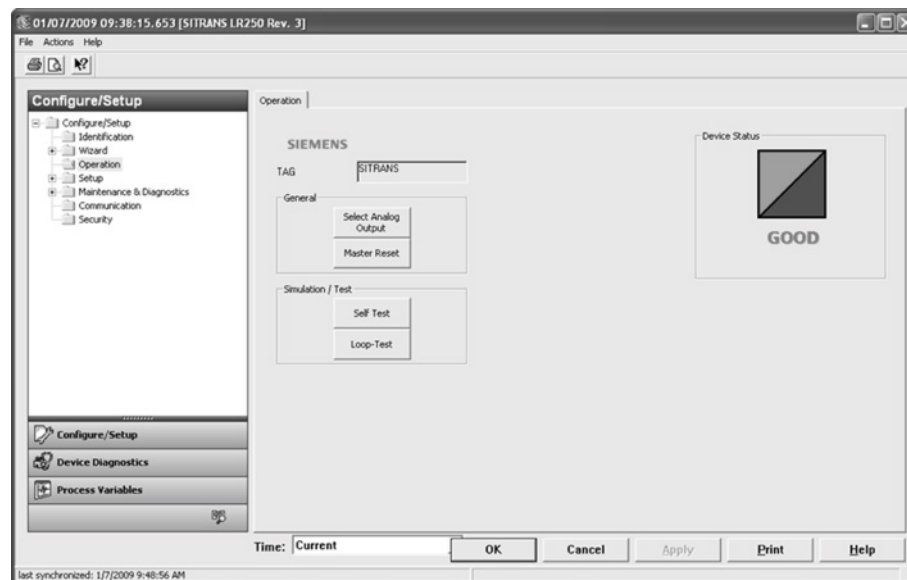 01/07/2009 09:38:15.653 [SITRANS LR250 Rev. 3]
File Actions Help
Configure/Setup
Configure/Setup
Identification
Wizard
Operation
Setup
Maintenance & Diagnostics
Communication
Security
Configure/Setup
Device Diagnostics
Process Variables
Operation
SIEMENS
TAG SITRANS
General
Select Analog
Output
Master Reset
Simulation / Test
Self Test
Loop-Test
Device Status
GOOD
Time: Current
OK Cancel Apply Print Help
last synchronized: 1/7/2009 9:48:56 AM